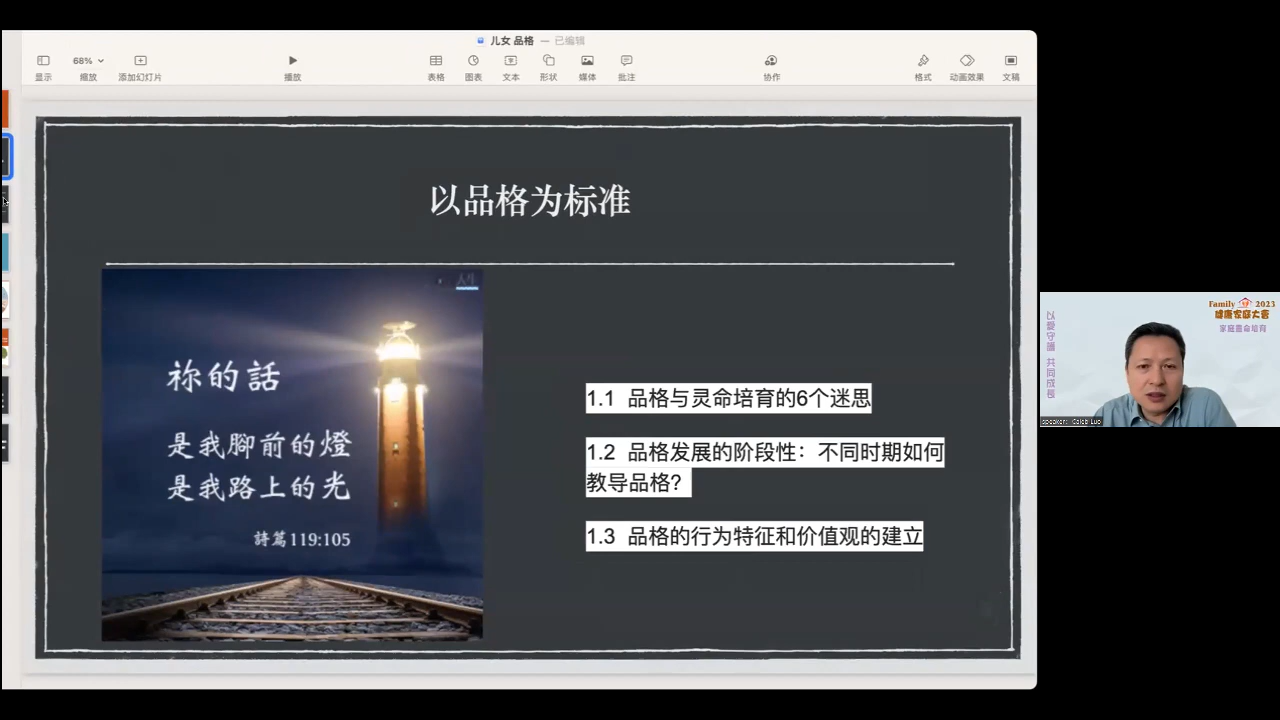 儿女 品格 — 已编辑
68%
显示
缩放
添加幻灯片
播放
表格
图表
文本
形状
媒体
批注
协作
格式
动画效果
文稿
以品格为标准
人生
祢的話
是我腳前的燈
是我路上的光
詩篇119:105
1.1 品格与灵命培育的6个迷思
1.2 品格发展的阶段性：不同时期如何
教导品格？
1.3 品格的行为特征和价值观的建立
Family 2023
健康家庭大會
家庭靈命培育
以愛守護 共同成長
speaker: Caleb Luo